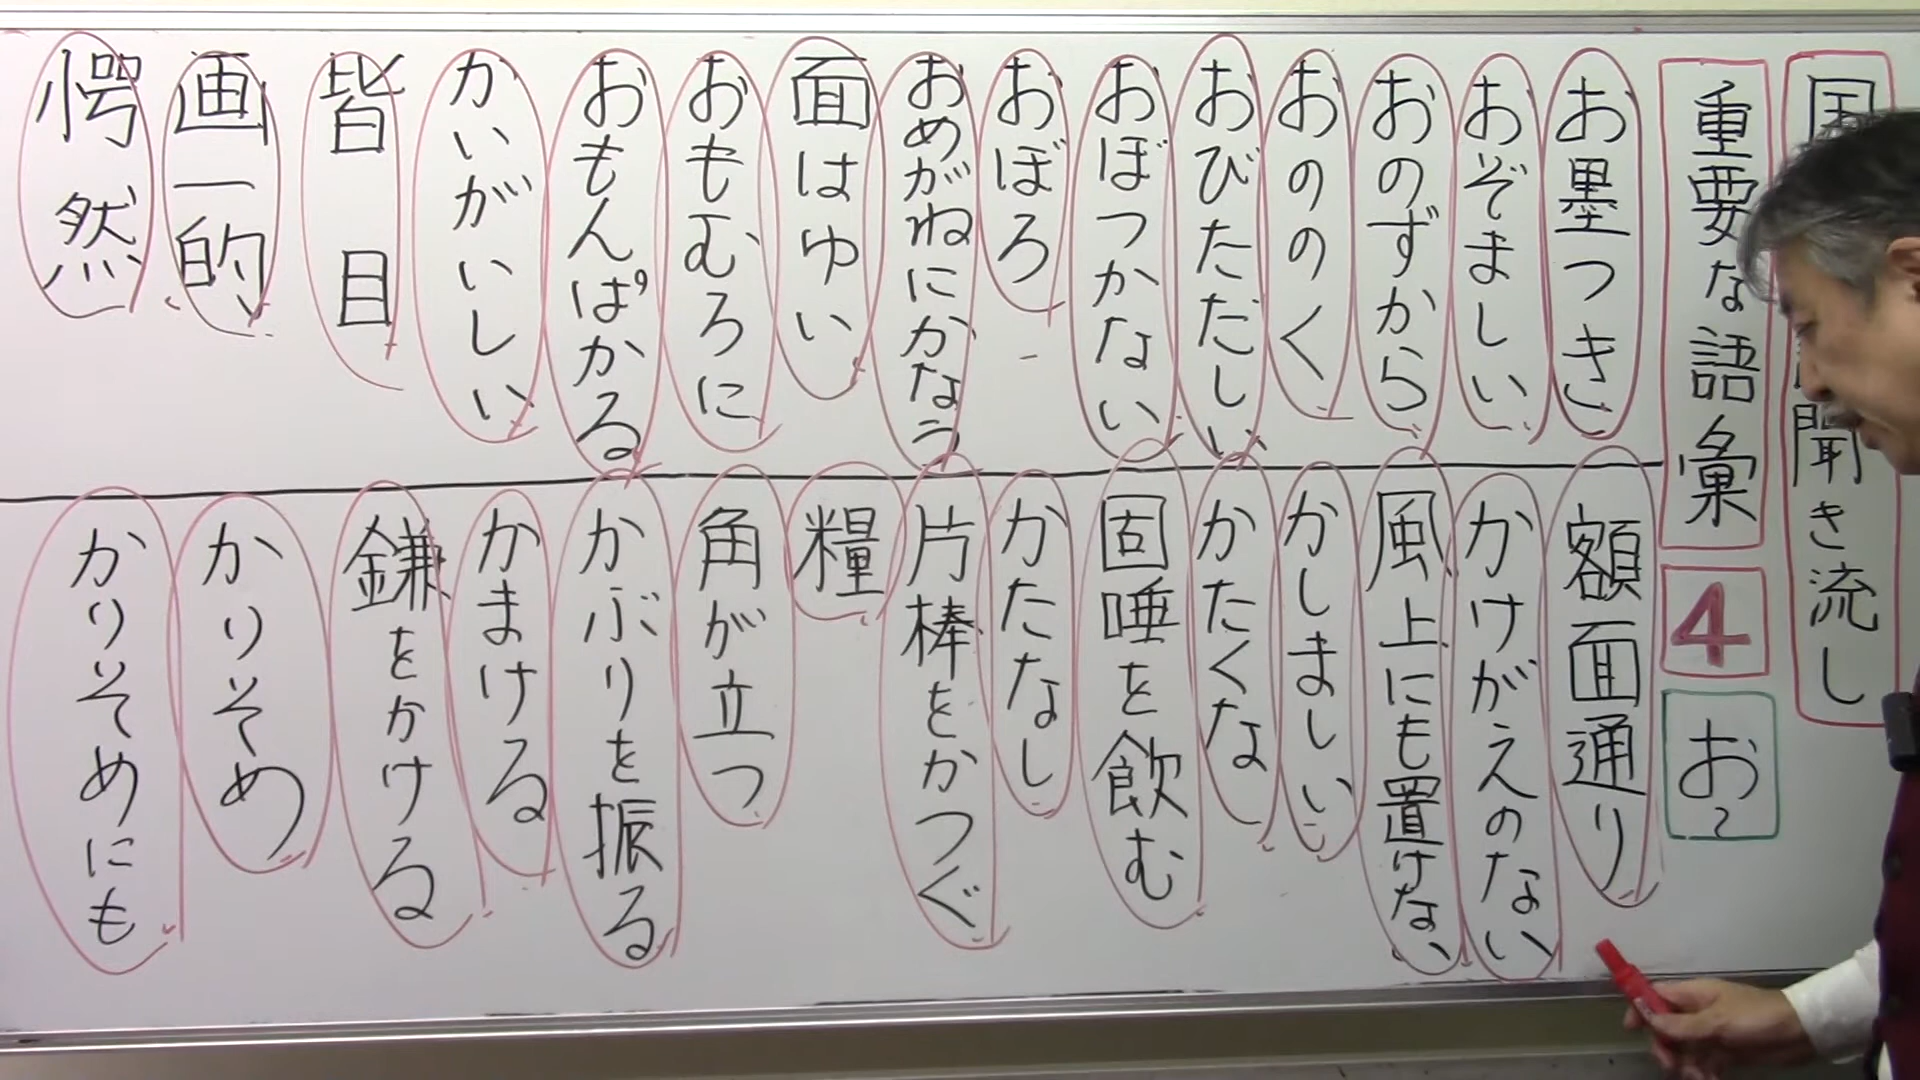 国
聞き流し
重要な語彙
4
お〜
お墨つき
おぞましい
おのずから
おののく
おびただしい
おぼつかない
おぼろ
おめがねにかなう
面はゆい
おもむろに
おもんぱかる
かいがいしい
皆目
画一的
愕然
額面通り
かけがえのない
風上にも置けない
かしましい
かたくな
固唾を飲む
かたなし
片棒をかつぐ
糧
角が立つ
かぶりを振る
かまける
鎌をかける
かりそめ
かりそめにも